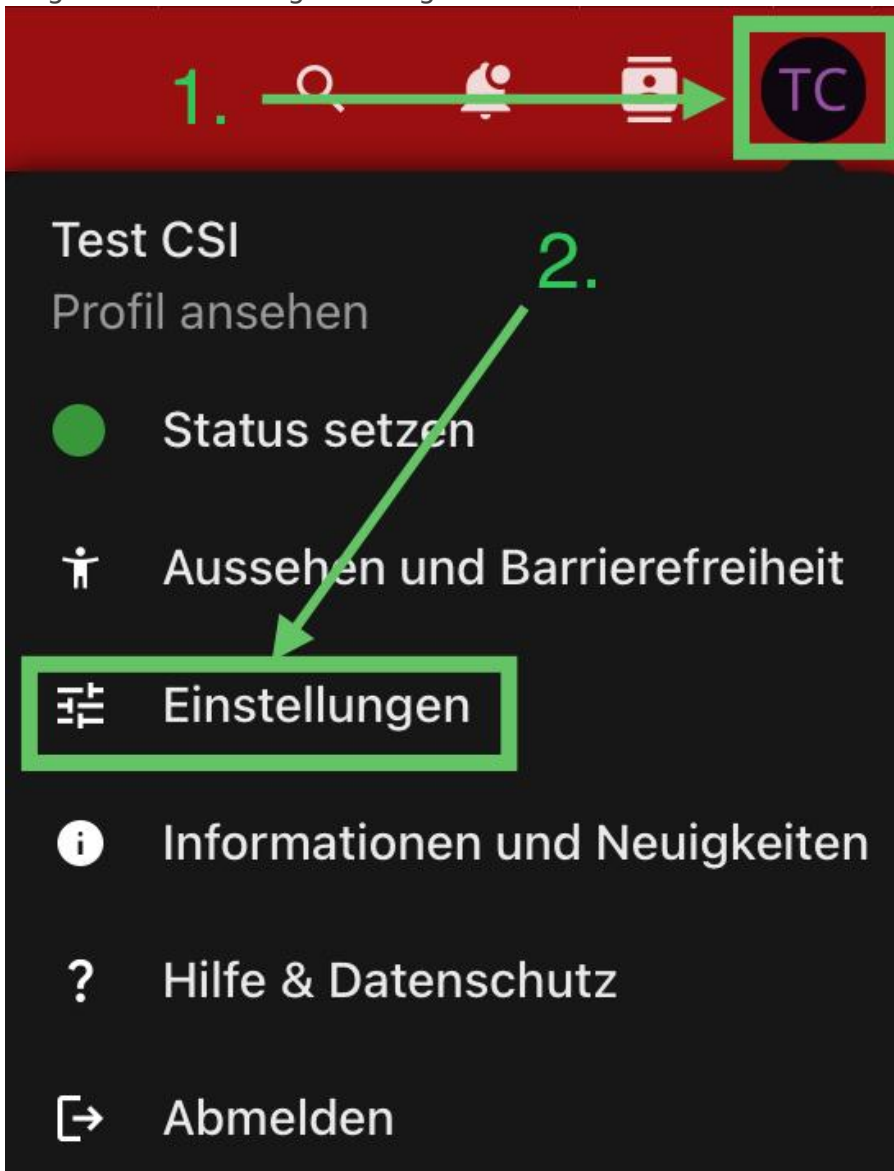 1.
TC
Test CSI
2.
Profil ansehen
Status setzen
Aussehen und Barrierefreiheit
Einstellungen
Informationen und Neuigkeiten
Hilfe & Datenschutz
Abmelden